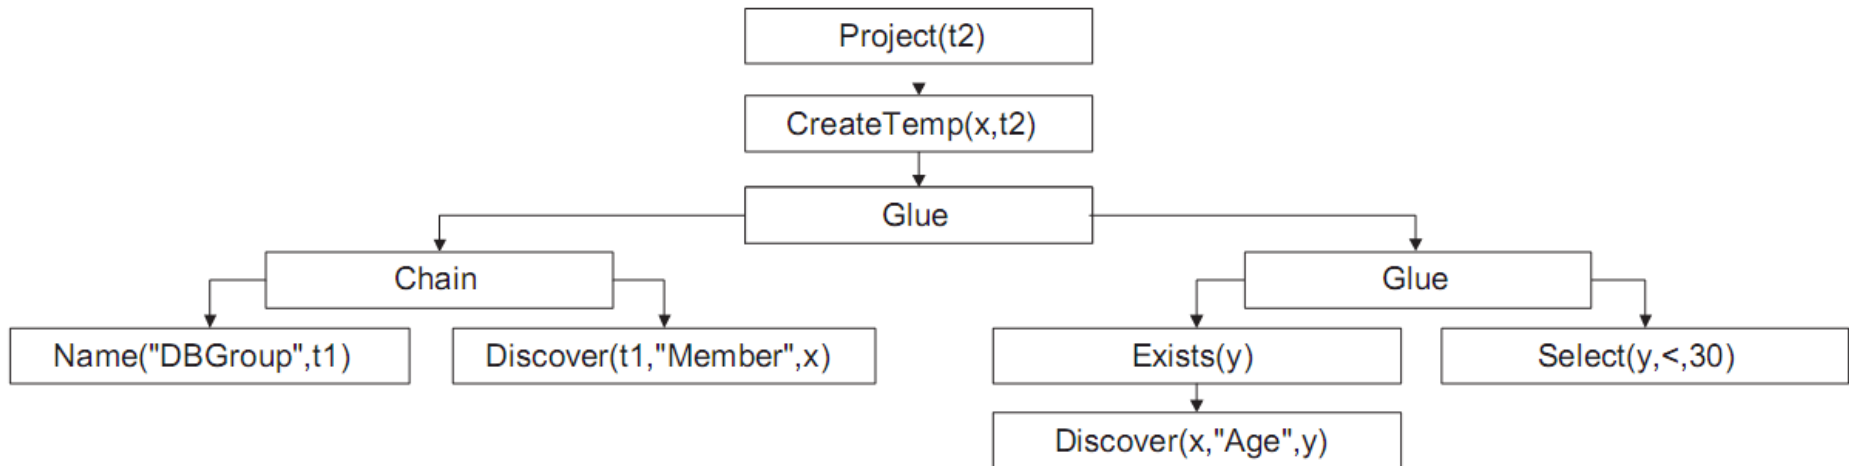 Project(t2)
CreateTemp(x,t2)
Glue
Chain
Glue
Name("DBGroup",t1)
Discover(t1,"Member",x)
Exists(y)
Select(y,<,30)
Discover(x,"Age",y)